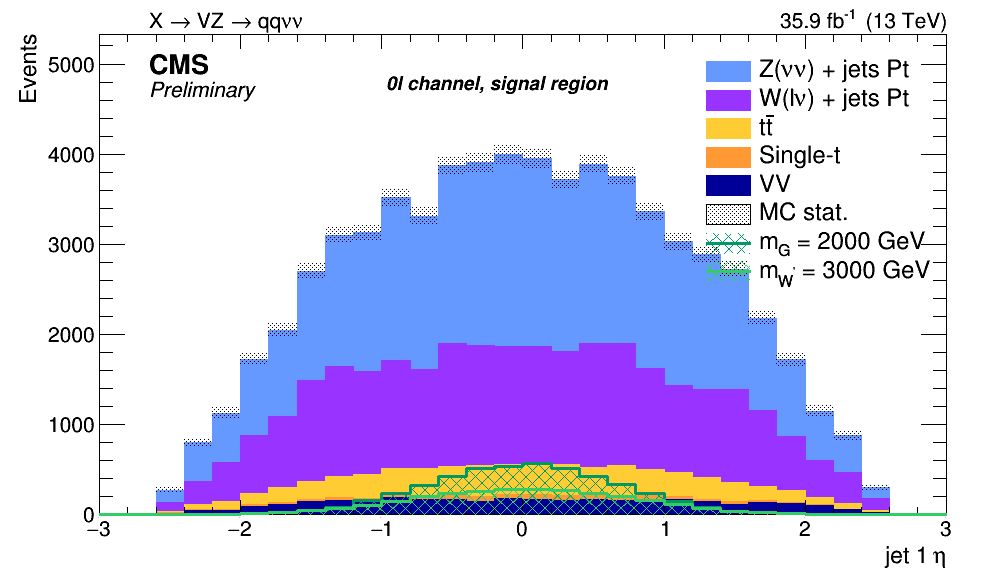 X → VZ → qqνν
35.9 fb⁻¹ (13 TeV)
Events
CMS
Preliminary
0l channel, signal region
Z(νν) + jets Pt
W(lν) + jets Pt
tt̄
Single-t
VV
MC stat.
m_G = 2000 GeV
m_W' = 3000 GeV
5000
4000
3000
2000
1000
0
−3 −2 −1 0 1 2 3
jet 1 η